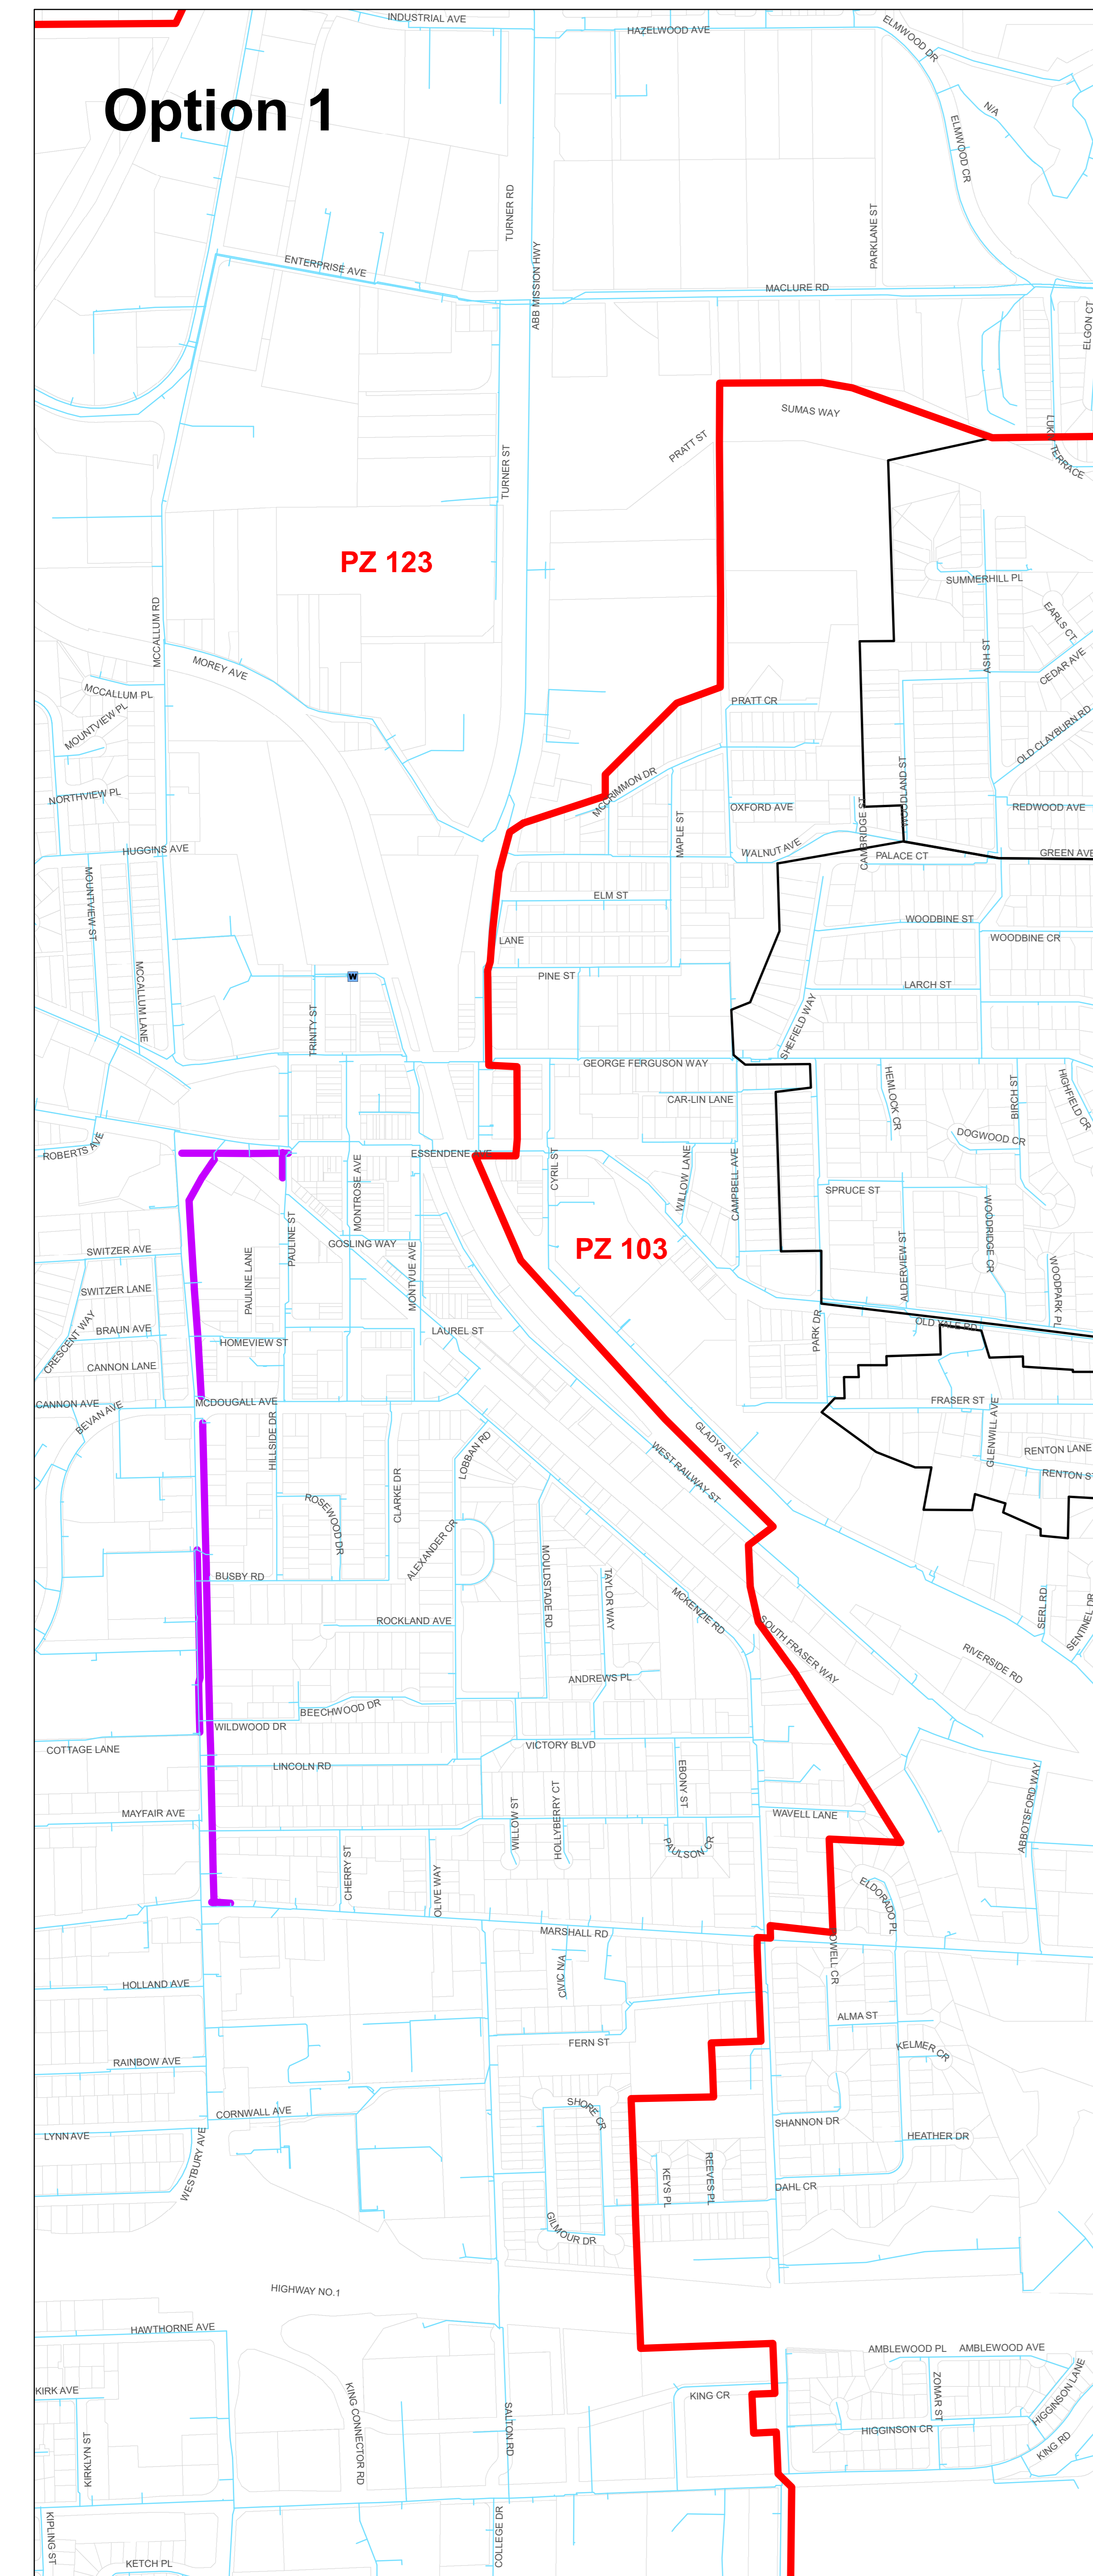 INDUSTRIAL AVE
HAZELWOOD AVE
ELMWOOD DR
Option 1
N/A
ELMWOOD CR
TURNER RD
PARKLANE ST
ABB MISSION HWY
ENTERPRISE AVE
MACLURE RD
ELGON CT
SUMAS WAY
PRATT ST
TURNER ST
TERRACE
PZ 123
SUMMERHILL PL
EARLS CT
MCCALLUM RD
ASH ST
CEDAR AVE
MOREY AVE
MCCALLUM PL
MOUNTVIEW PL
PRATT CR
OLD CLAYBURN RD
NORTHVIEW PL
MCCRIMMON DR
OXFORD AVE
WOODLAND ST
REDWOOD AVE
MAPLE ST
CAMBRIDGE ST
HUGGINS AVE
WALNUT AVE
PALACE CT
GREEN AVE
MOUNTVIEW ST
ELM ST
WOODBINE ST
LANE
WOODBINE CR
MCCALLUM LANE
W
PINE ST
LARCH ST
TRINITY ST
SHEFIELD WAY
GEORGE FERGUSON WAY
HEMLOCK CR
BIRCH ST
HIGHFIELD CR
CAR-LIN LANE
DOGWOOD CR
ROBERTS AVE
ESSENDENE AVE
CYRIL ST
WILLOW LANE
CAMPBELL AVE
MONTROSE AVE
SPRUCE ST
PAULINE ST
GOSLING WAY
PZ 103
ALDERVIEW ST
WOODRIDGE CR
SWITZER AVE
PAULINE LANE
MONTVUE AVE
WOODPARK PL
SWITZER LANE
CRESCENT WAY
BRAUN AVE
HOMEVIEW ST
LAUREL ST
PARK DR
OLD YALE RD
CANNON LANE
CANNON AVE
MCDOUGALL AVE
FRASER ST
BEVAN AVE
HILLSIDE DR
LOBBAN RD
GLADYS AVE
GLENWILL AVE
RENTON LANE
WEST RAILWAY ST
RENTON ST
CLARKE DR
ROSEWOOD DR
ALEXANDER CR
BUSBY RD
MOULDSTADE RD
TAYLOR WAY
MCKENZIE RD
SERL RD
SENTINEL DR
ROCKLAND AVE
SOUTH FRASER WAY
RIVERSIDE RD
ANDREWS PL
BEECHWOOD DR
WILDWOOD DR
COTTAGE LANE
VICTORY BLVD
LINCOLN RD
EBONY ST
ABBOTSFORD WAY
MAYFAIR AVE
WILLOW ST
HOLLYBERRY CT
WAVELL LANE
PAULSON CR
CHERRY ST
OLIVE WAY
ELDORADO PL
MARSHALL RD
HOLLAND AVE
CIVIC N/A
ALMA ST
FERN ST
KELMER CR
RAINBOW AVE
CORNWALL AVE
SHORE CR
SHANNON DR
LYNN AVE
HEATHER DR
WESTBURY AVE
KEYS PL
REEVES PL
DAHL CR
GILMOUR DR
HIGHWAY NO.1
HAWTHORNE AVE
AMBLEWOOD PL
AMBLEWOOD AVE
KIRK AVE
KING CONNECTOR RD
KING CR
ZOMAR ST
HIGGINSON LANE
SALTON RD
HIGGINSON CR
KIRKLYN ST
KING RD
KIPLING ST
COLLEGE DR
KETCH PL